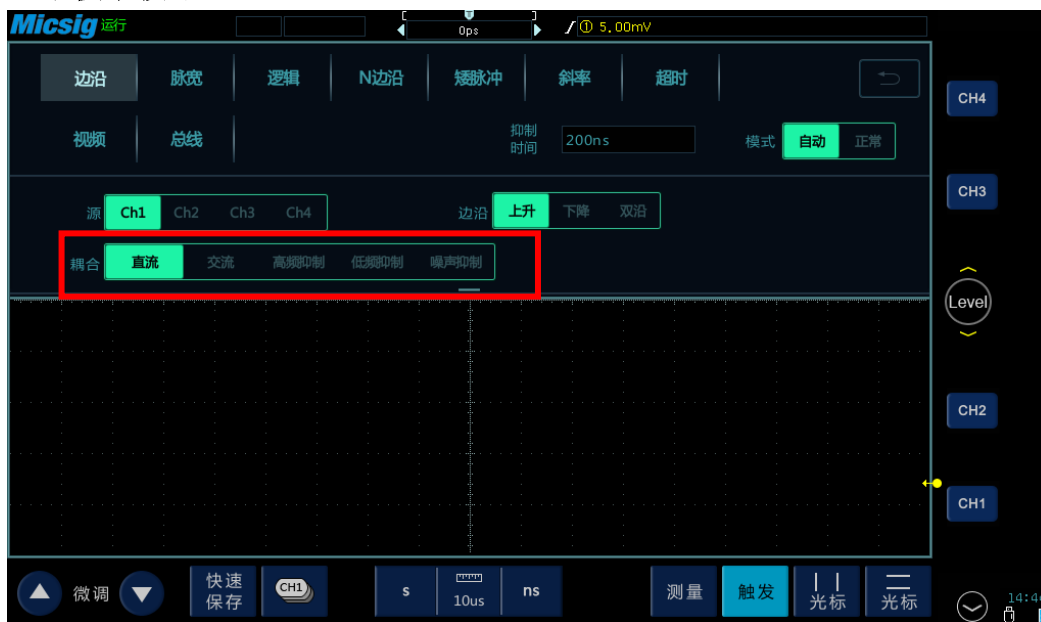 Micsig 运行 0ps ① 5.00mV
边沿 脉宽 逻辑 N边沿 矮脉冲 斜率 超时
CH4
视频 总线 抑制时间 200ns 模式 自动 正常
CH3
源 Ch1 Ch2 Ch3 Ch4 边沿 上升 下降 双沿
耦合 直流 交流 高频抑制 低频抑制 噪声抑制
Level
CH2
CH1
微调 快速保存 CH1 s 10us ns 测量 触发 光标 光标